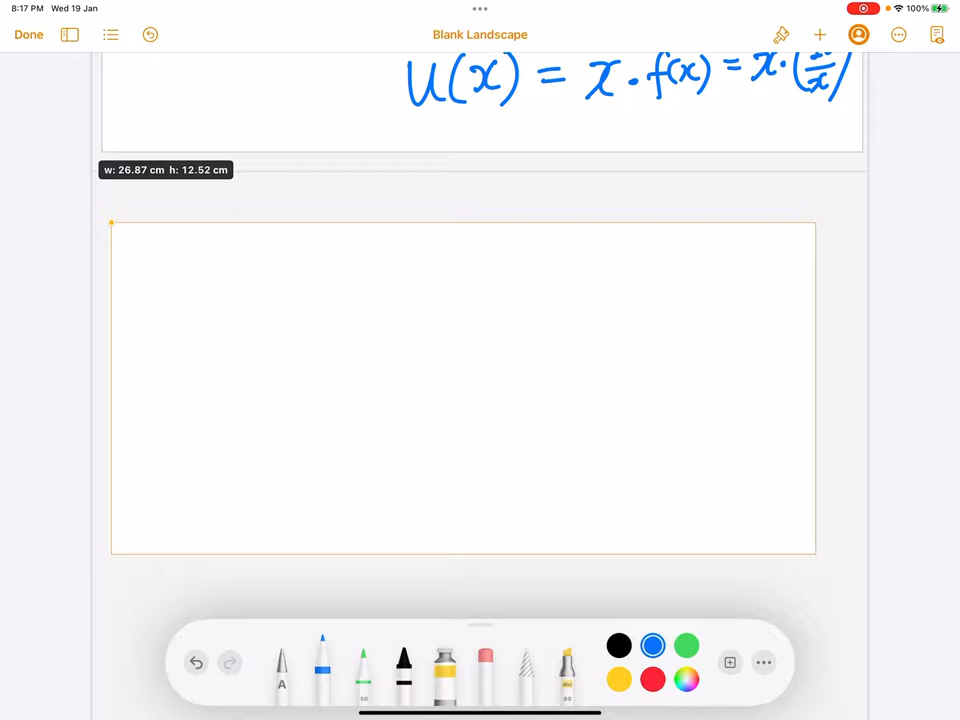 8:17 PM Wed 19 Jan
100%
Done
Blank Landscape
U(x) = x · f(x) = x · (
w: 26.87 cm h: 12.52 cm
A
50
80